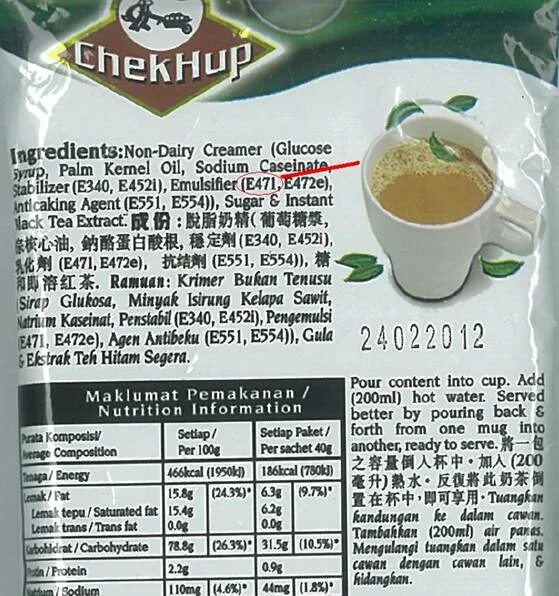 ChekHup
Ingredients:Non-Dairy Creamer (Glucose
Syrup, Palm Kernel Oil, Sodium Caseinate,
Stabilizer (E340, E452i), Emulsifier (E471, E472e),
Anticaking Agent (E551, E554)), Sugar & Instant
Black Tea Extract. 成份 : 脫脂奶精 (葡萄糖漿,
棕核心油, 鈉酪蛋白酸根, 穩定劑 (E340, E452i),
乳化劑 (E471, E472e), 抗結劑 (E551, E554)), 糖
和即溶紅茶. Ramuan: Krimer Bukan Tenusu
(Sirap Glukosa, Minyak Isirung Kelapa Sawit,
Natrium Kaseinat, Penstabil (E340, E452i), Pengemulsi
(E471, E472e), Agen Antibeku (E551, E554)), Gula
& Ekstrak Teh Hitam Segera.
24022012
Maklumat Pemakanan /
Nutrition Information
Purata Komposisi/ Setiap / Setiap Paket /
Average Composition Per 100g Per sachet 40g
Tenaga / Energy 466kcal (1950kJ) 186kcal (780kJ)
Lemak / Fat 15.8g (24.3%)* 6.3g (9.7%)*
Lemak tepu / Saturated fat 15.4g 6.2g
Lemak trans / Trans fat 0.0g 0.0g
Karbohidrat / Carbohydrate 78.8g (26.3%)* 31.5g (10.5%)*
Protin / Protein 2.2g 0.9g
Natrium / Sodium 110mg (4.6%)* 44mg (1.8%)*
Pour content into cup. Add
(200ml) hot water. Served
better by pouring back &
forth from one mug into
another, ready to serve. 將一包
之容量倒人杯中。加人 (200
毫升) 熱水。反復將此奶茶倒
置在杯中, 即可享用。Tuangkan
kandungan ke dalam cawan.
Tambahkan (200ml) air panas.
Mengulangi tuangkan dalam satu
cawan dengan cawan lain, &
hidangkan.